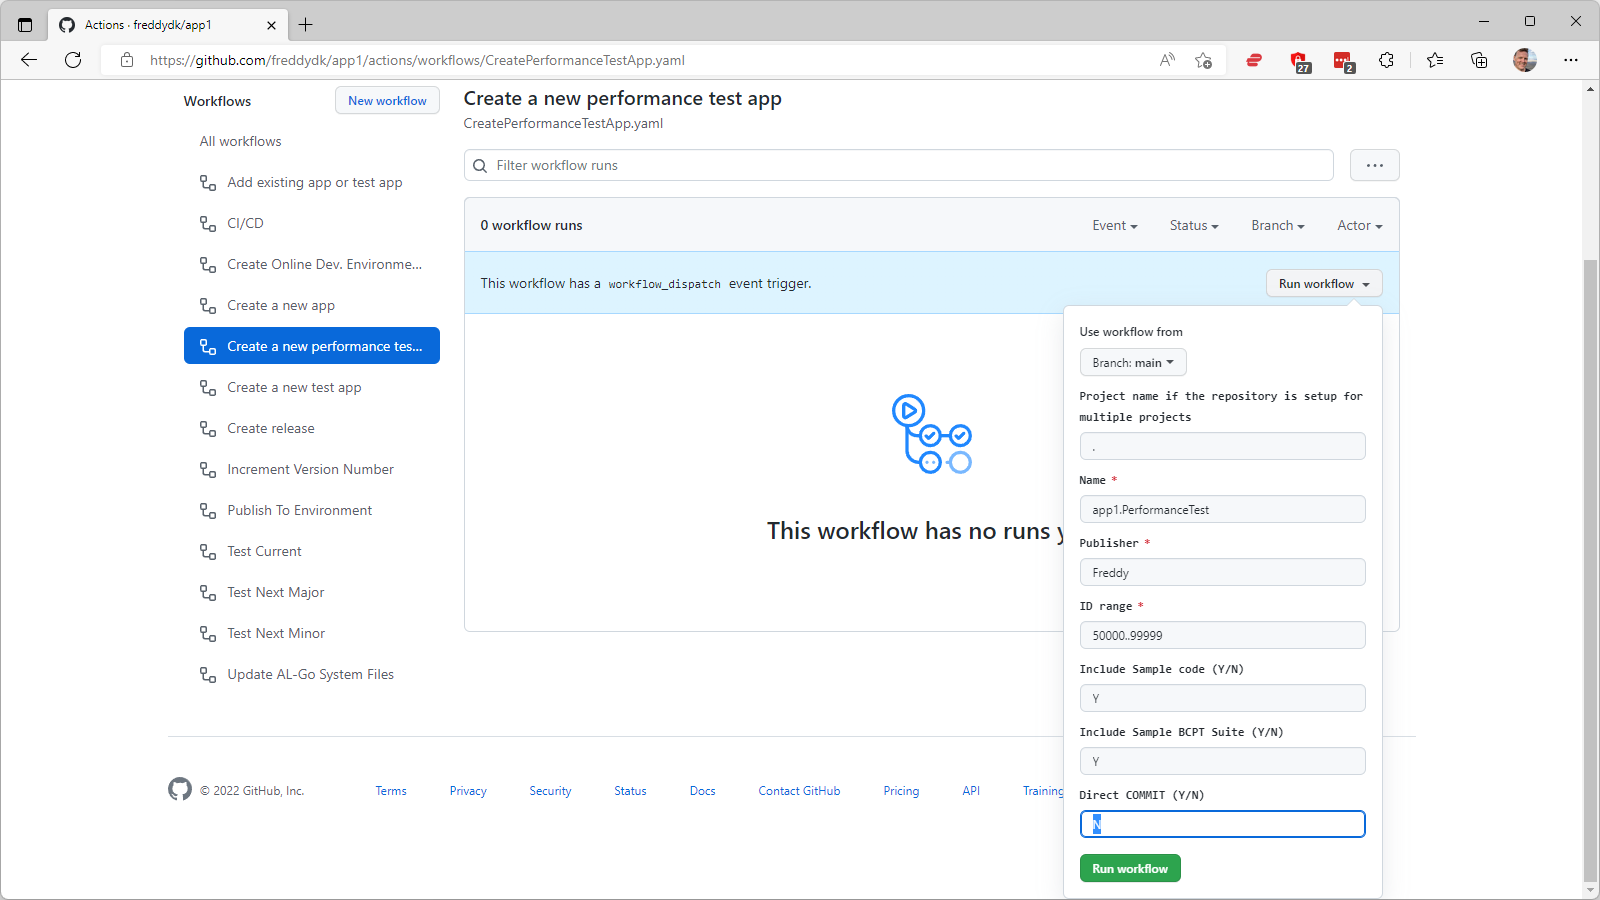 Actions · freddydk/app1
https://github.com/freddydk/app1/actions/workflows/CreatePerformanceTestApp.yaml
27
2
Workflows
New workflow
All workflows
Add existing app or test app
CI/CD
Create Online Dev. Environme...
Create a new app
Create a new performance tes...
Create a new test app
Create release
Increment Version Number
Publish To Environment
Test Current
Test Next Major
Test Next Minor
Update AL-Go System Files
Create a new performance test app
CreatePerformanceTestApp.yaml
Filter workflow runs
0 workflow runs
Event
Status
Branch
Actor
This workflow has a workflow_dispatch event trigger.
Run workflow
This workflow has no runs y
Use workflow from
Branch: main
Project name if the repository is setup for
multiple projects
.
Name *
app1.PerformanceTest
Publisher *
Freddy
ID range *
50000..99999
Include Sample code (Y/N)
Y
Include Sample BCPT Suite (Y/N)
Y
Direct COMMIT (Y/N)
N
Run workflow
© 2022 GitHub, Inc.
Terms
Privacy
Security
Status
Docs
Contact GitHub
Pricing
API
Training